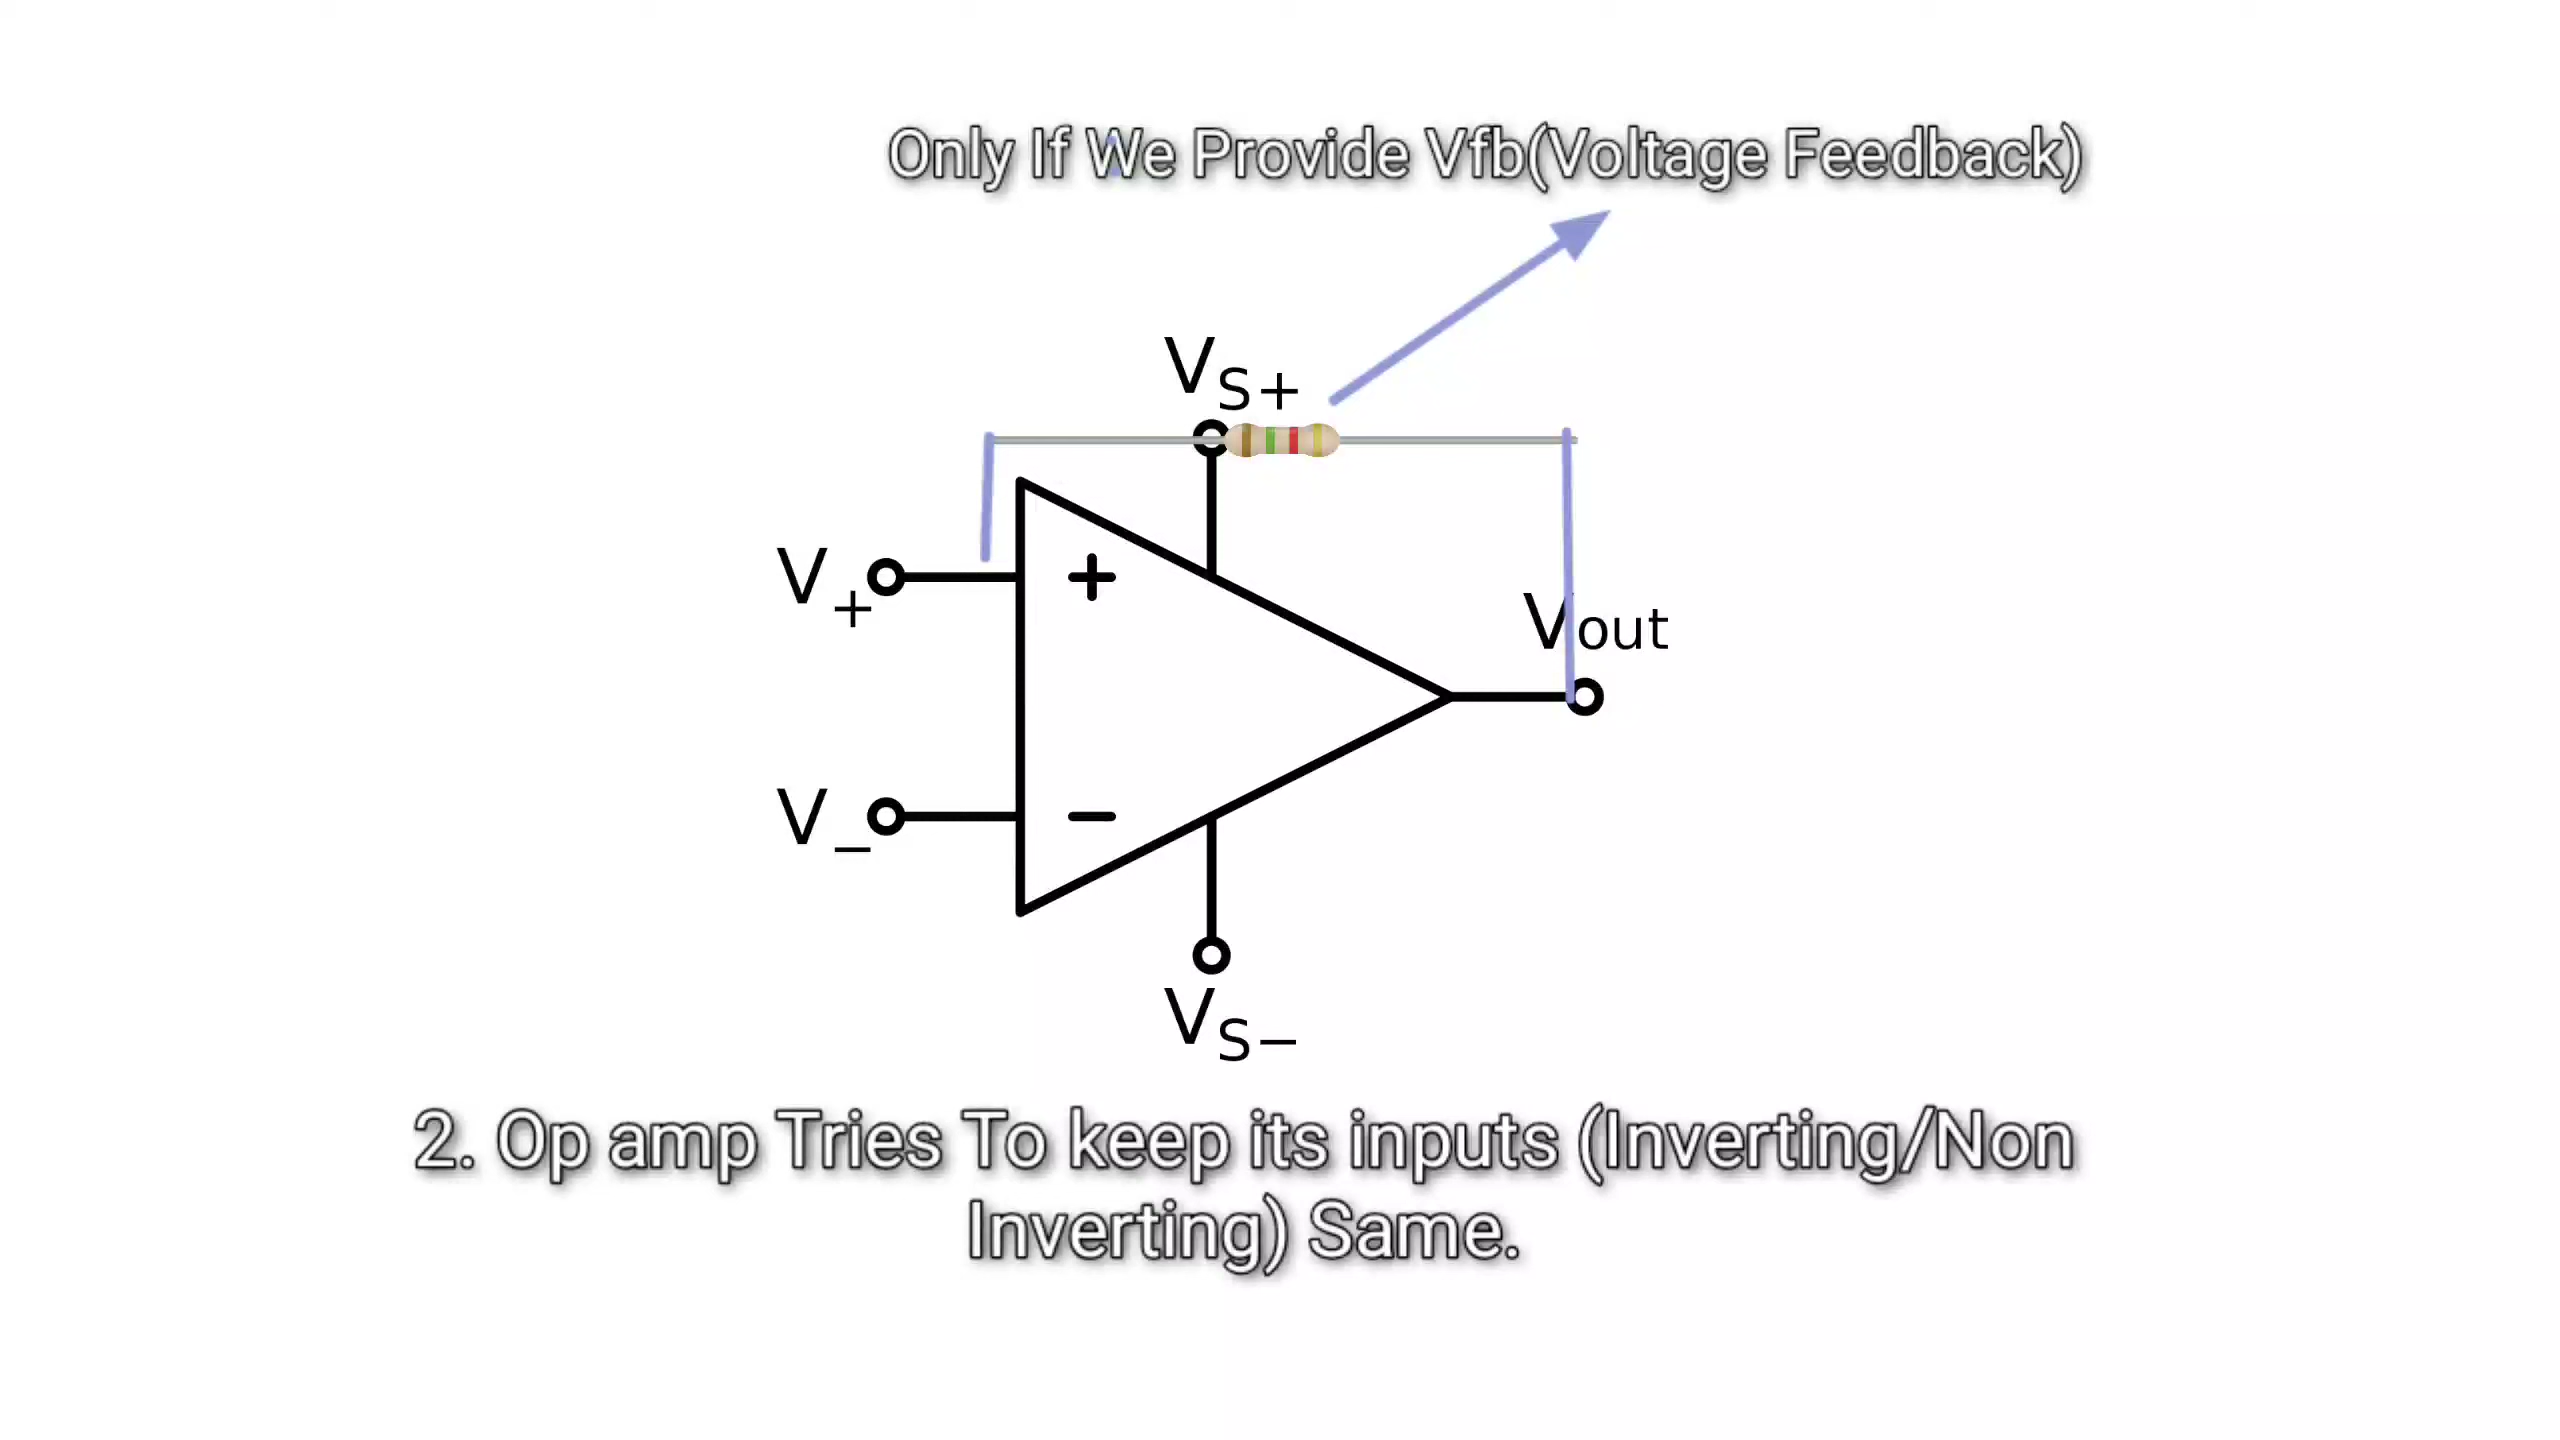 Only If We Provide Vfb(Voltage Feedback)
VS+
V+
+
Vout
V−
−
VS−
2. Op amp Tries To keep its inputs (Inverting/Non
Inverting) Same.